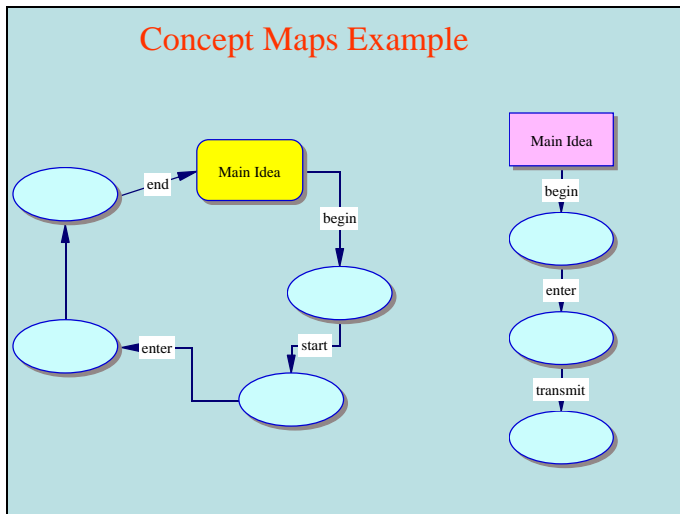 Concept Maps Example
Main Idea
begin
start
enter
end
Main Idea
begin
enter
transmit